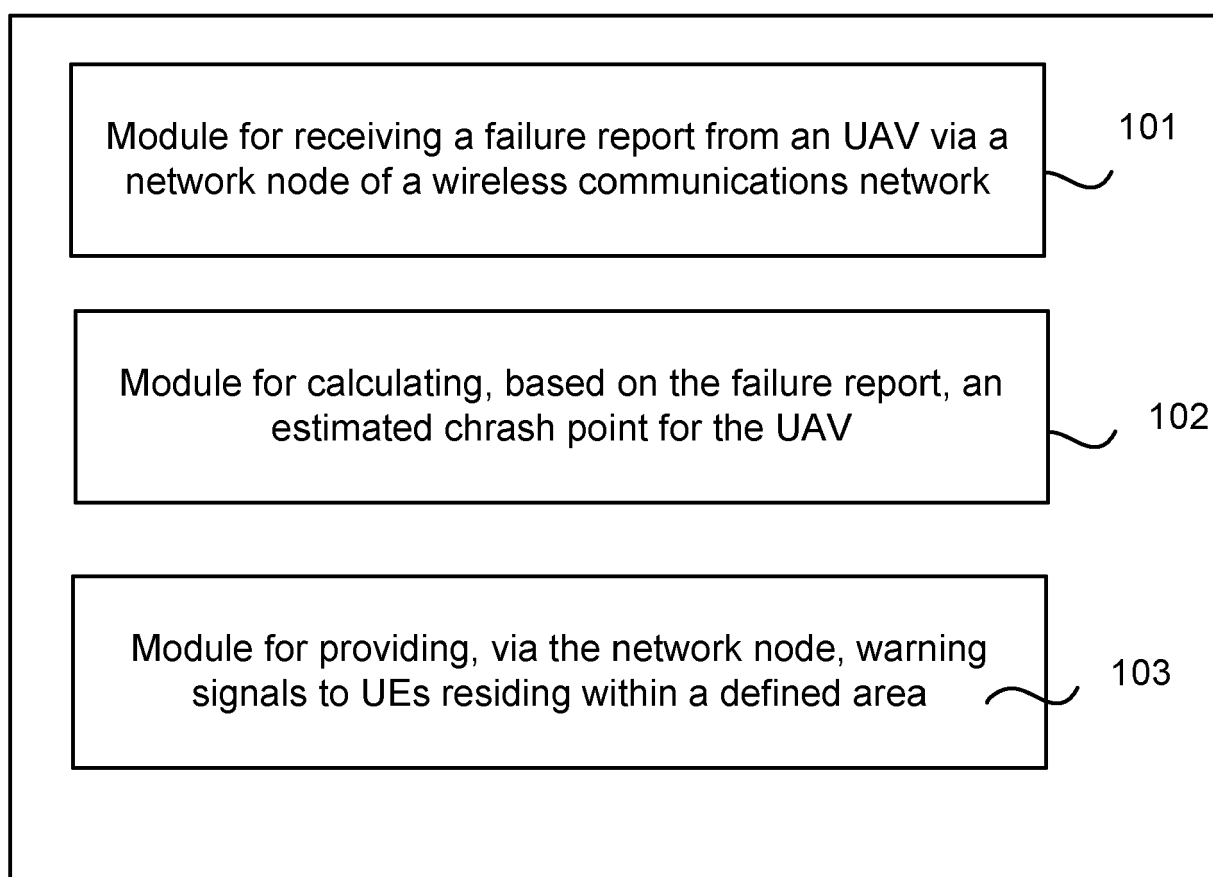 Module for receiving a failure report from an UAV via a
network node of a wireless communications network
101
Module for calculating, based on the failure report, an
estimated chrash point for the UAV
102
Module for providing, via the network node, warning
signals to UEs residing within a defined area
103